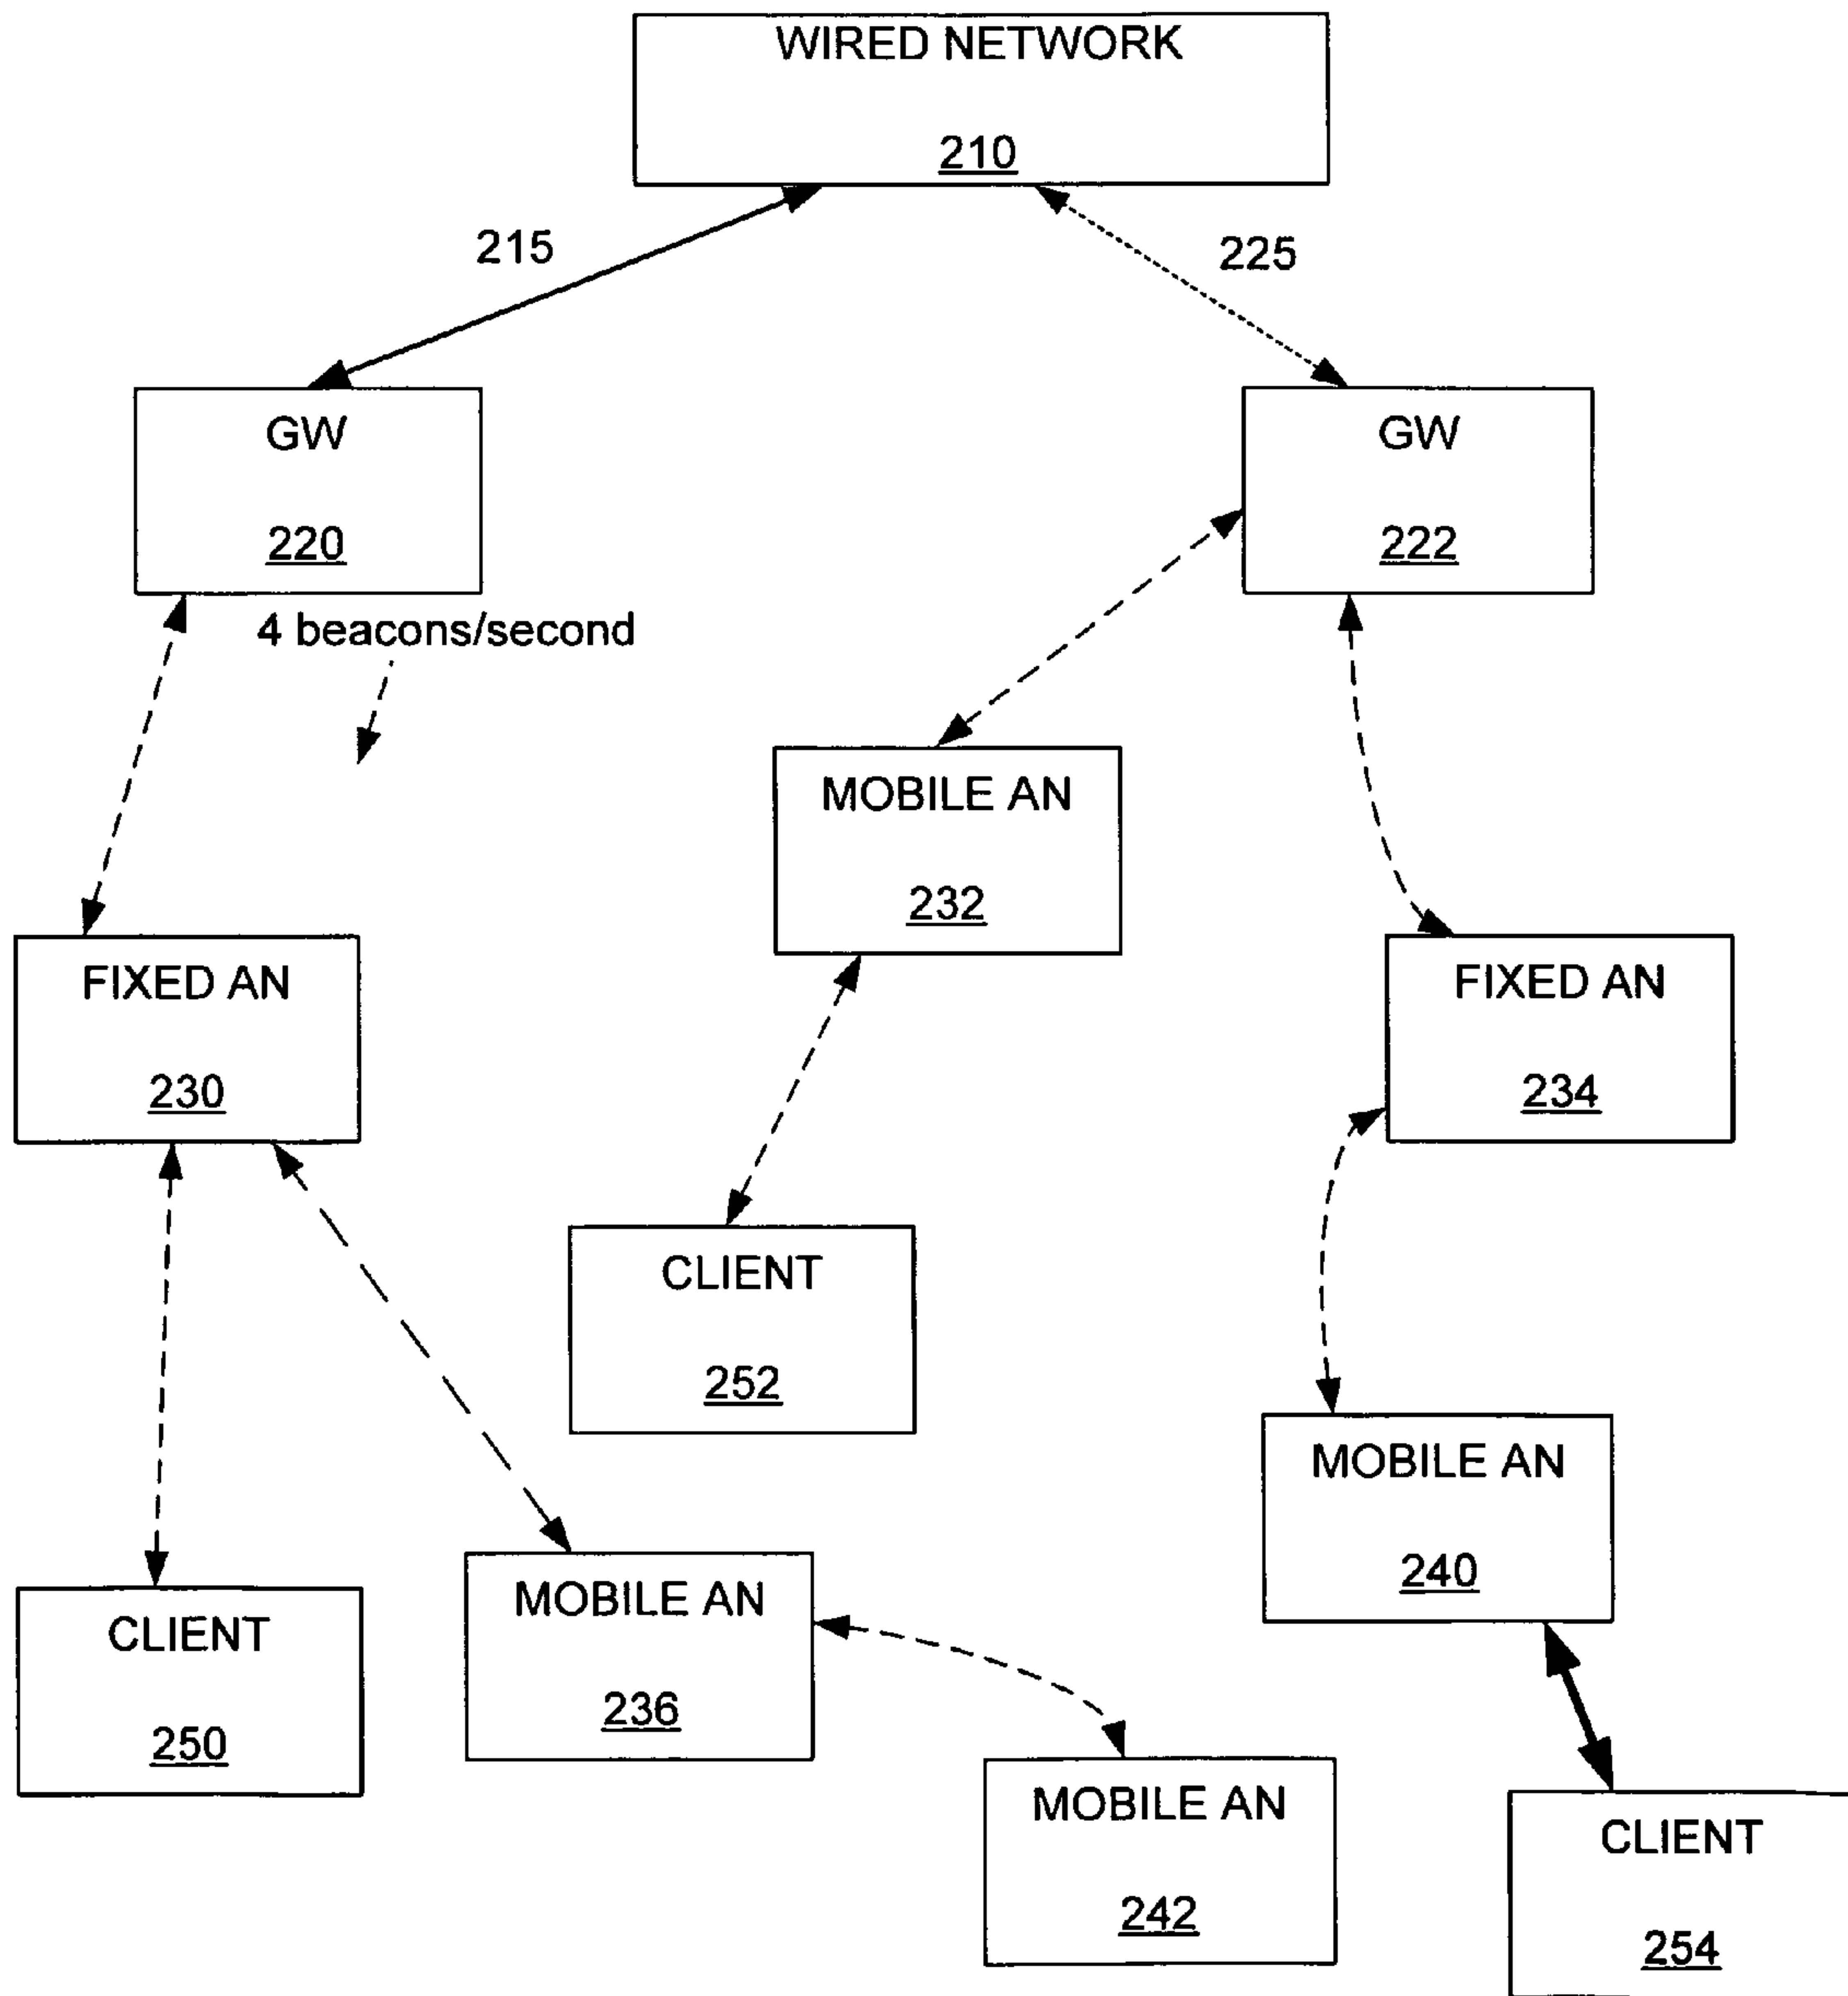 WIRED NETWORK
210
215
225
GW
220
GW
222
4 beacons/second
MOBILE AN
232
FIXED AN
230
FIXED AN
234
CLIENT
252
MOBILE AN
240
CLIENT
250
MOBILE AN
236
MOBILE AN
242
CLIENT
254